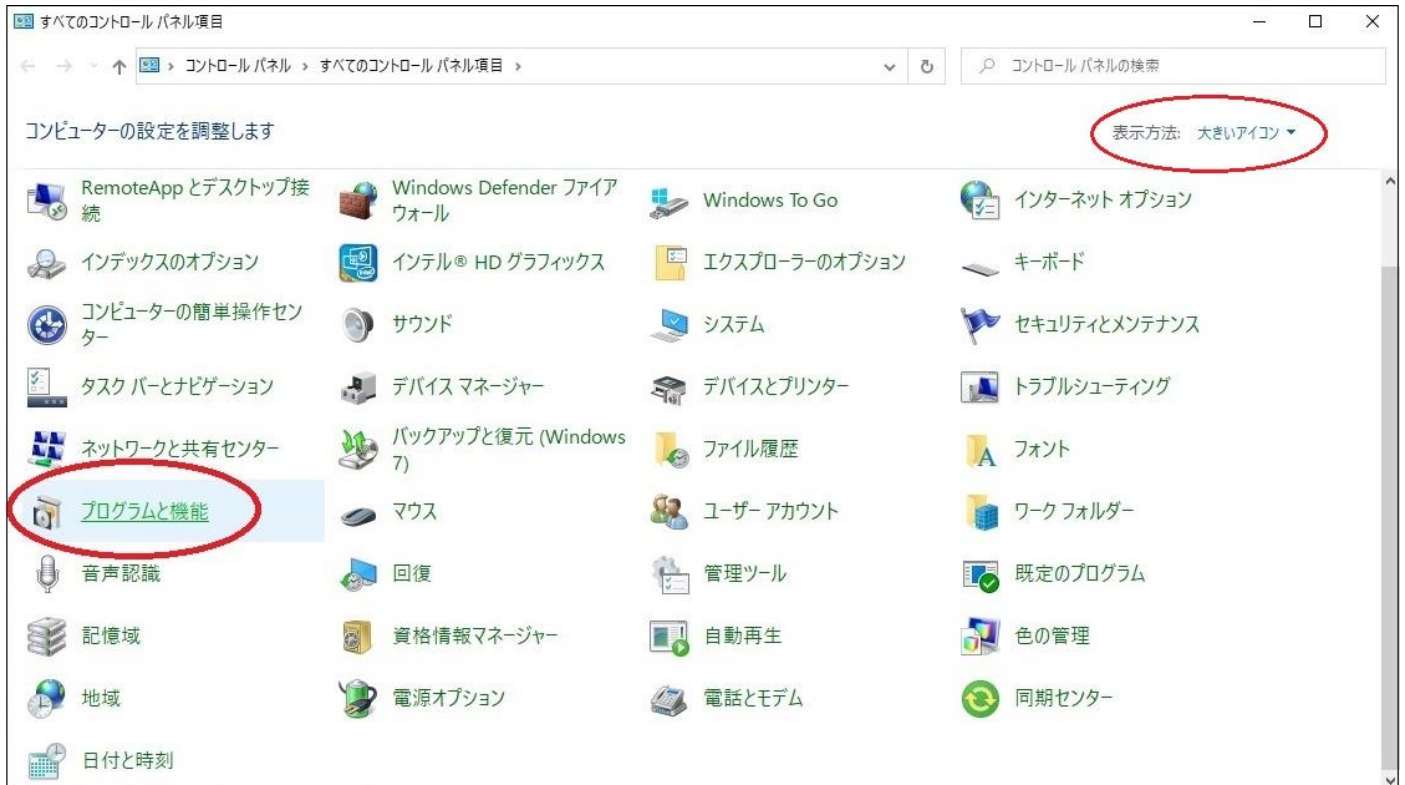 すべてのコントロール パネル項目
コントロール パネル › すべてのコントロール パネル項目 ›
コントロール パネルの検索
コンピューターの設定を調整します
表示方法: 大きいアイコン
RemoteApp とデスクトップ接
続
Windows Defender ファイア
ウォール
Windows To Go
インターネット オプション
インデックスのオプション
インテル® HD グラフィックス
エクスプローラーのオプション
キーボード
コンピューターの簡単操作セン
ター
サウンド
システム
セキュリティとメンテナンス
タスク バーとナビゲーション
デバイス マネージャー
デバイスとプリンター
トラブルシューティング
ネットワークと共有センター
バックアップと復元 (Windows
7)
ファイル履歴
フォント
プログラムと機能
マウス
ユーザー アカウント
ワーク フォルダー
音声認識
回復
管理ツール
既定のプログラム
記憶域
資格情報マネージャー
自動再生
色の管理
地域
電源オプション
電話とモデム
同期センター
日付と時刻